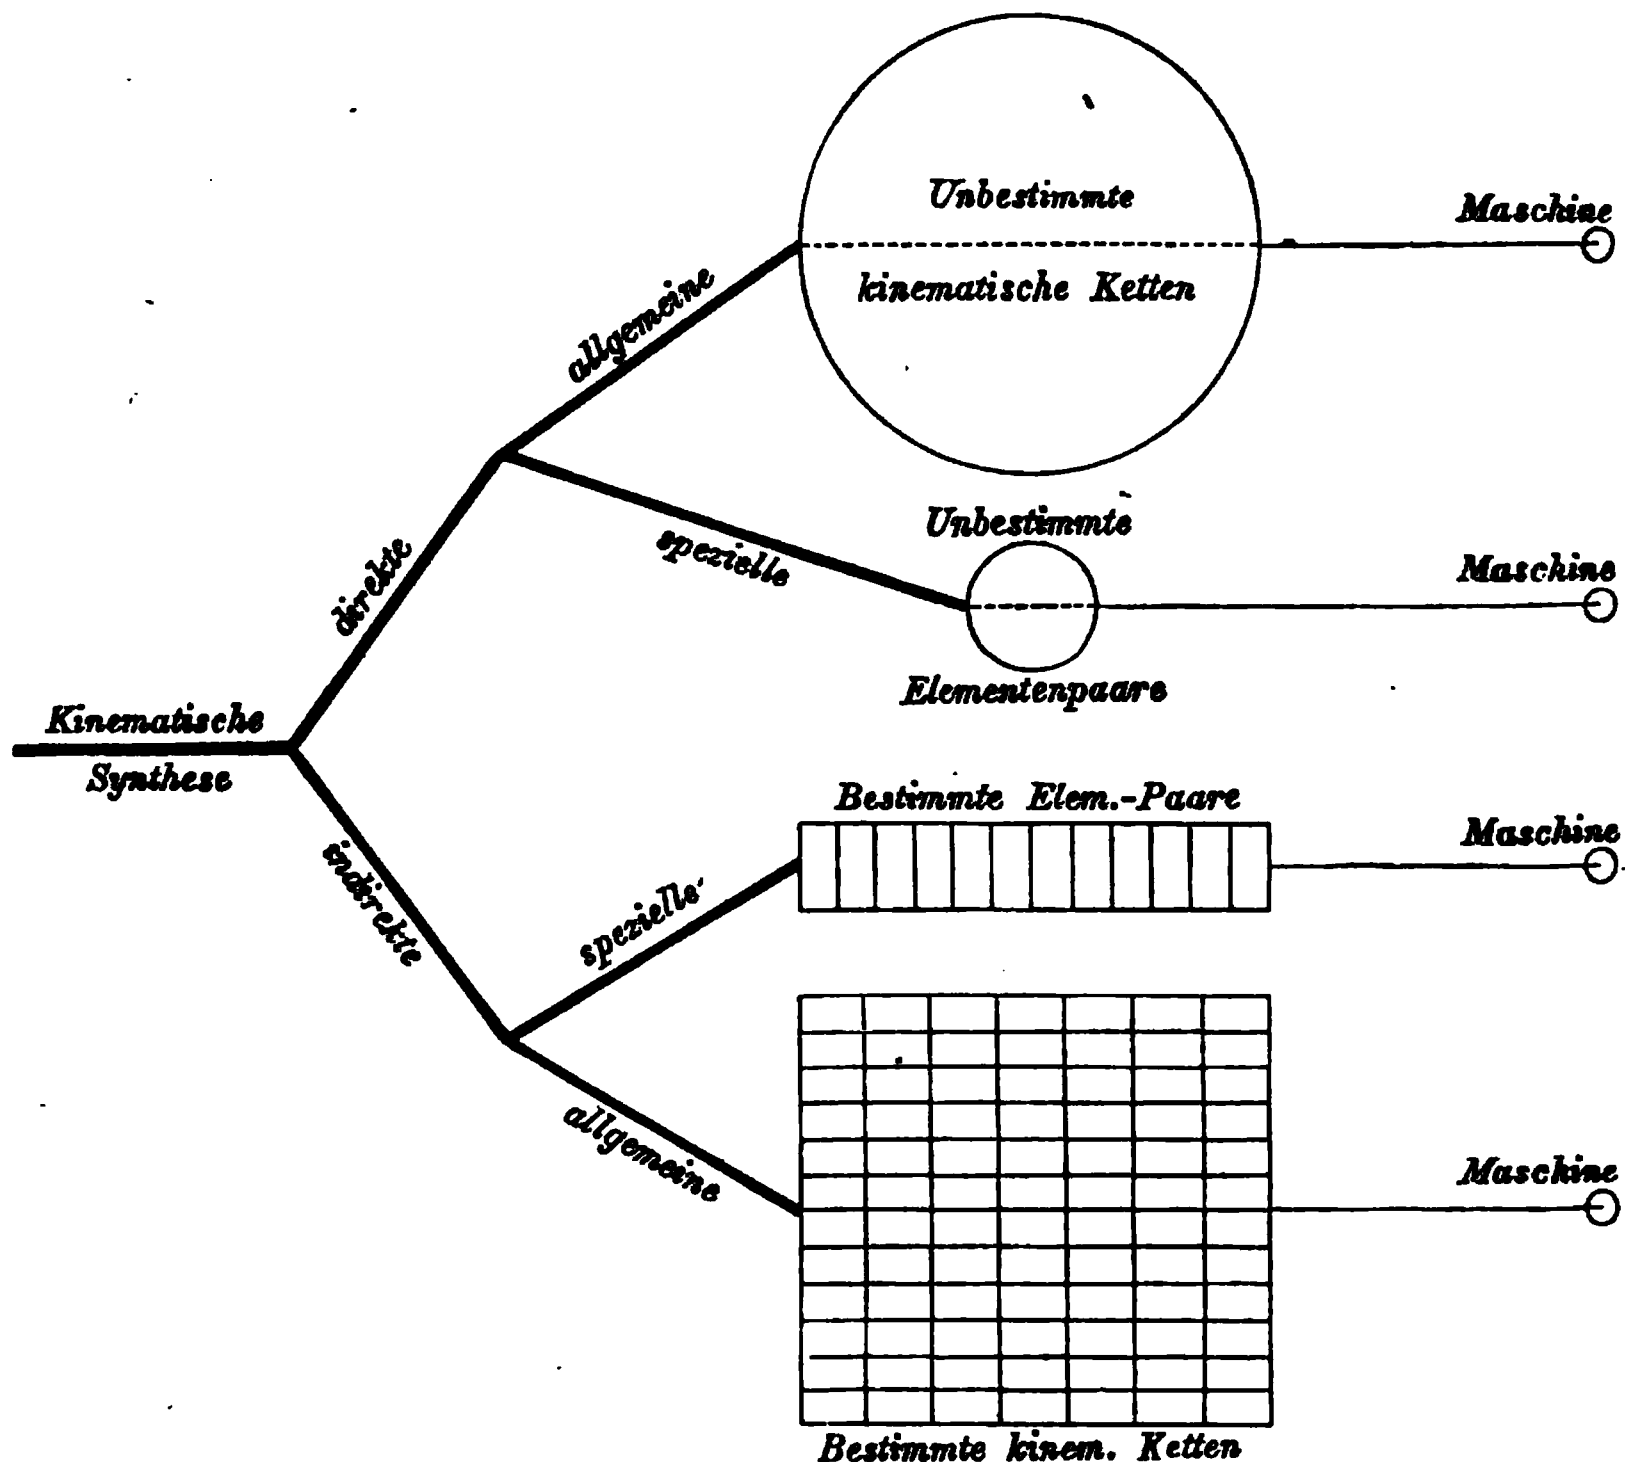 Unbestimmte
kinematische Ketten
Maschine
allgemeine
direkte
spezielle
Unbestimmte
Elementenpaare
Maschine
Kinematische
Synthese
indirekte
spezielle
Bestimmte Elem.-Paare
Maschine
allgemeine
Maschine
Bestimmte kinem. Ketten